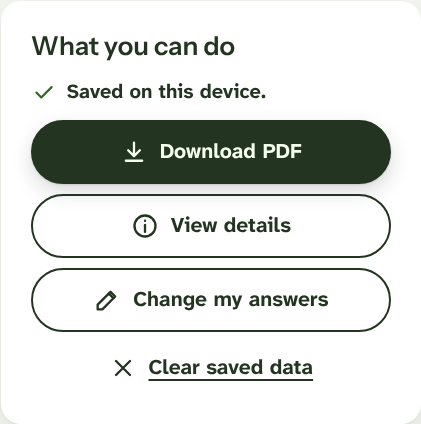 What you can do
Saved on this device.
Download PDF
View details
Change my answers
Clear saved data